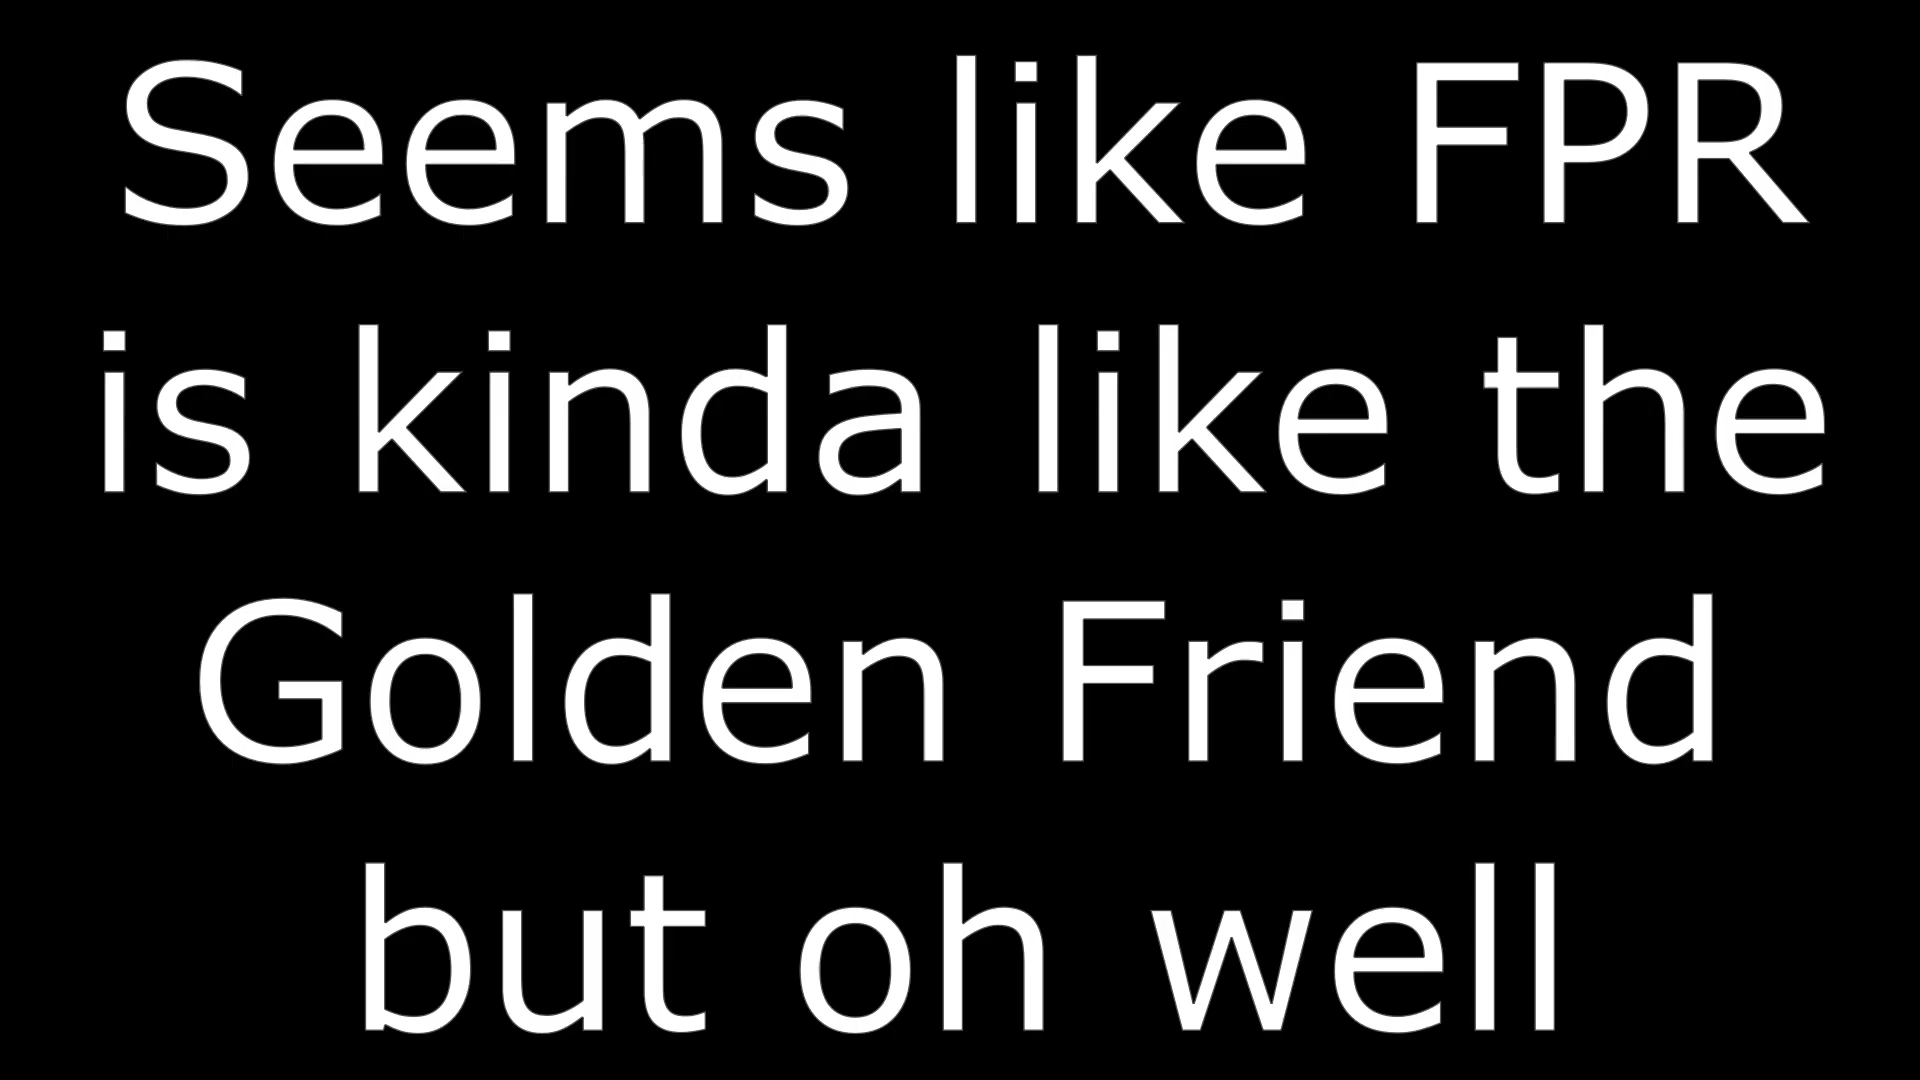 Seems like FPR
is kinda like the
Golden Friend
but oh well